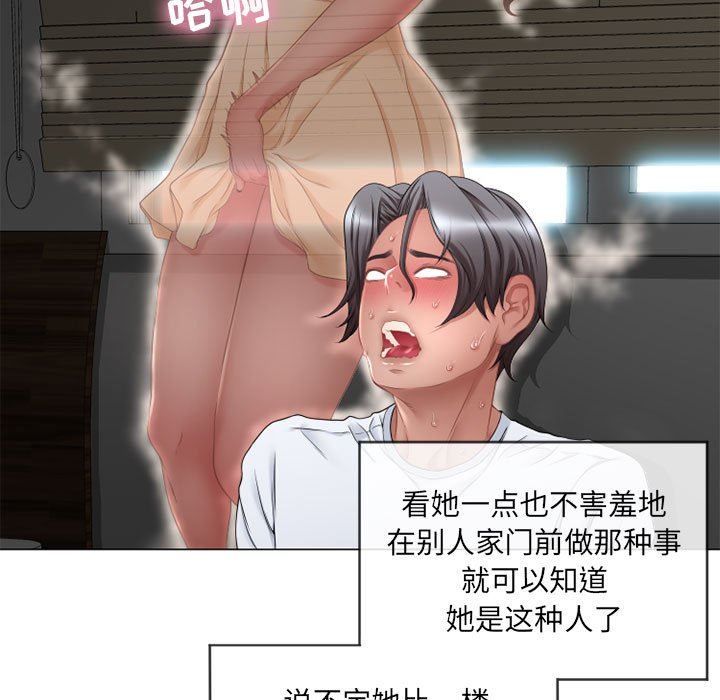 哈啊
看她一点也不害羞地
在别人家门前做那种事
就可以知道
她是这种人了